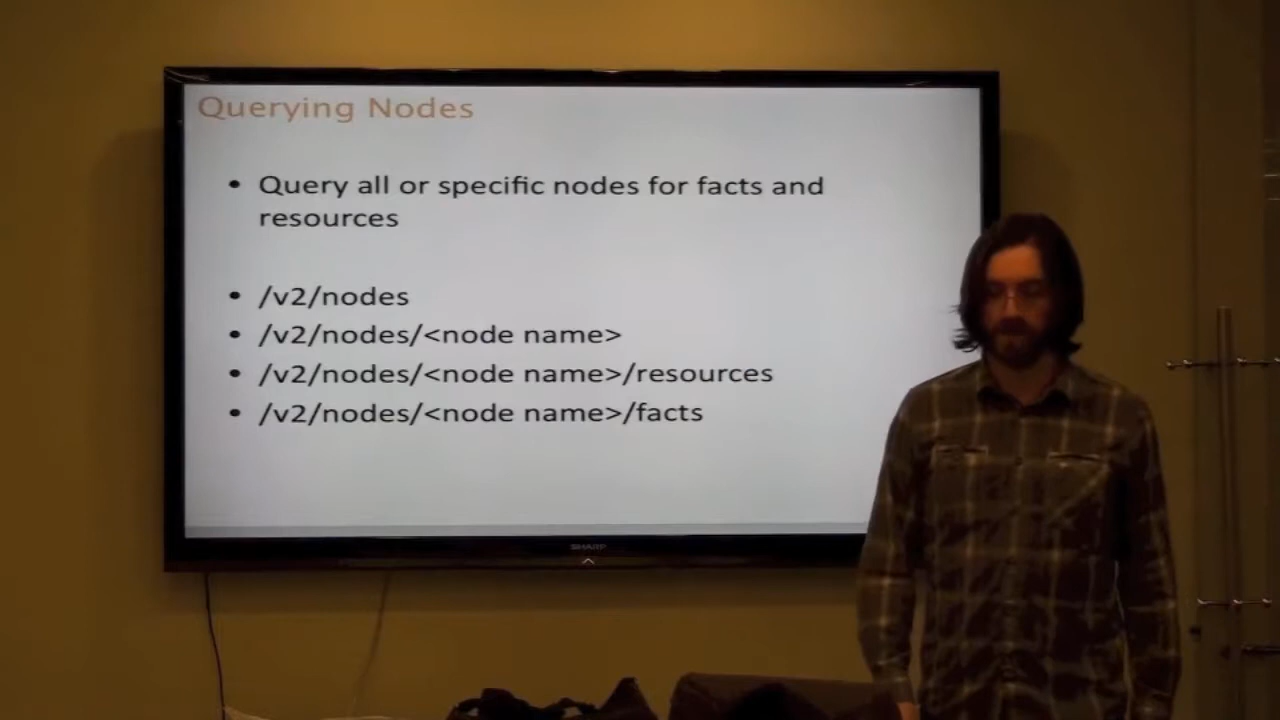 Querying Nodes
• Query all or specific nodes for facts and
resources
• /v2/nodes
• /v2/nodes/<node name>
• /v2/nodes/<node name>/resources
• /v2/nodes/<node name>/facts
SHARP